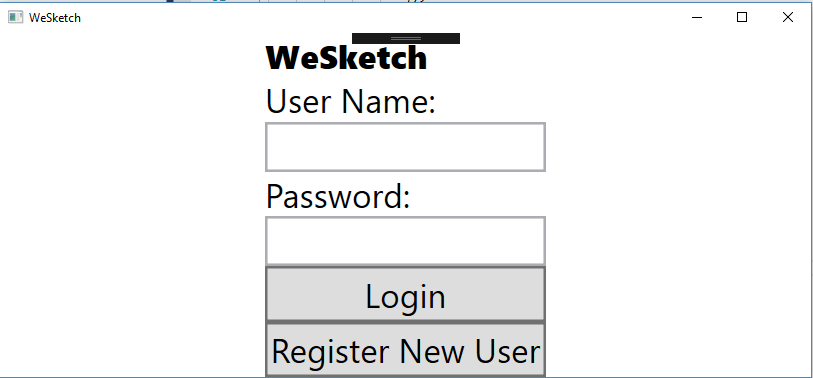 WeSketch
WeSketch
User Name:
Password:
Login
Register New User